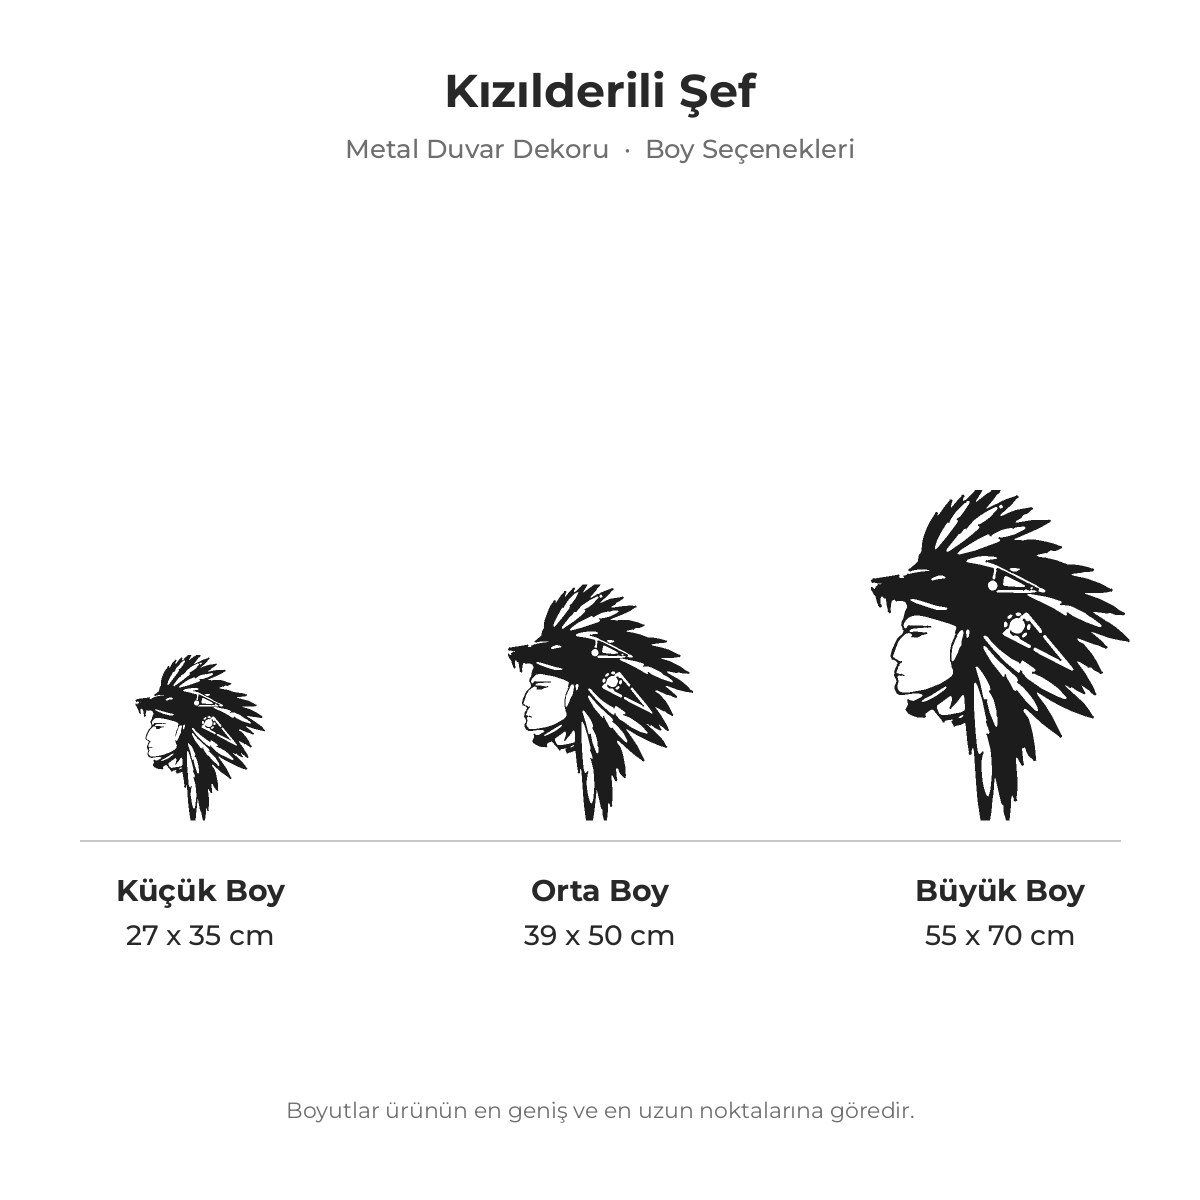 Kızılderili Şef
Metal Duvar Dekoru · Boy Seçenekleri
Küçük Boy
27 x 35 cm
Orta Boy
39 x 50 cm
Büyük Boy
55 x 70 cm
Boyutlar ürünün en geniş ve en uzun noktalarına göredir.